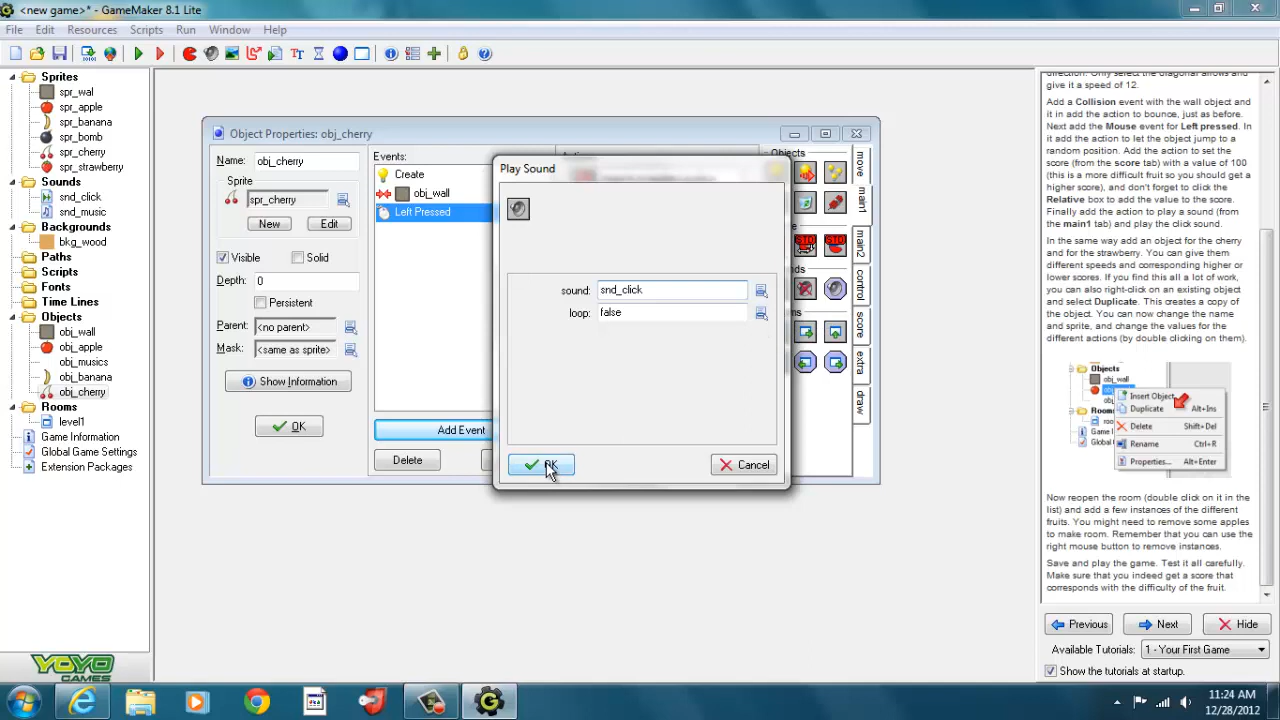 <new game>* - GameMaker 8.1 Lite
File Edit Resources Scripts Run Window Help
Sprites
spr_wal
spr_apple
spr_banana
spr_bomb
spr_cherry
spr_strawberry
Sounds
snd_click
snd_music
Backgrounds
bkg_wood
Paths
Scripts
Fonts
Time Lines
Objects
obj_wall
obj_apple
obj_musics
obj_banana
obj_cherry
Rooms
level1
Game Information
Global Game Settings
Extension Packages
YOYO
GAMES
Object Properties: obj_cherry
Name: obj_cherry
Sprite
spr_cherry
New Edit
Visible Solid
Depth: 0
Persistent
Parent: <no parent>
Mask: <same as sprite>
Show Information
OK
Events:
Create
obj_wall
Left Pressed
Add Event
Delete
Objects
move
main1
main2
control
score
extra
draw
Play Sound
sound: snd_click
loop: false
OK
Cancel
give it a speed of 12.
Add a Collision event with the wall object and
it in add the action to bounce, just as before.
Next add the Mouse event for Left pressed. In
it add the action to let the object jump to a
random position. Add the action to set the
score (from the score tab) with a value of 100
(this is a more difficult fruit so you should get a
higher score), and don't forget to click the
Relative box to add the value to the score.
Finally add the action to play a sound (from
the main1 tab) and play the click sound.
In the same way add an object for the cherry
and for the strawberry. You can give them
different speeds and corresponding higher or
lower scores. If you find this all a lot of work,
you can also right-click on an existing object
and select Duplicate. This creates a copy of
the object. You can now change the name
and sprite, and change the values for the
different actions (by double clicking on them).
Objects
obj_wall
Insert Object
Duplicate Alt+Ins
Delete Shift+Del
Rename Ctrl+R
Properties... Alt+Enter
Now reopen the room (double click on it in the
list) and add a few instances of the different
fruits. You might need to remove some apples
to make room. Remember that you can use the
right mouse button to remove instances.
Save and play the game. Test it all carefully.
Make sure that you indeed get a score that
corresponds with the difficulty of the fruit.
Previous Next Hide
Available Tutorials: 1 - Your First Game
Show the tutorials at startup.
11:24 AM
12/28/2012